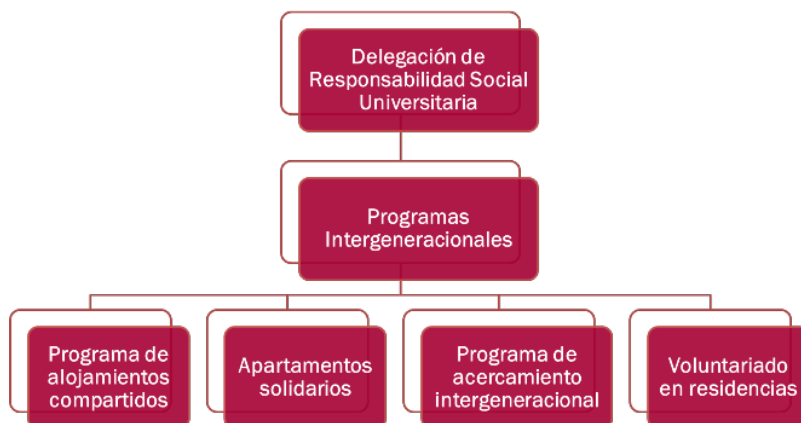 Delegación de
Responsabilidad Social
Universitaria
Programas
Intergeneracionales
Programa de
alojamientos
compartidos
Apartamentos
solidarios
Programa de
acercamiento
intergeneracional
Voluntariado
en residencias